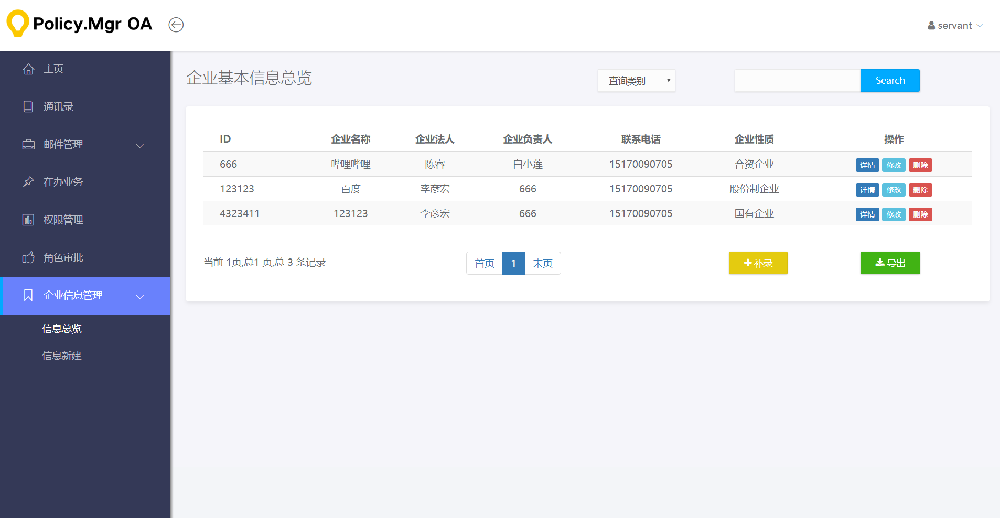 Policy.Mgr OA
servant
主页
通讯录
邮件管理
在办业务
权限管理
角色审批
企业信息管理
信息总览
信息新建
企业基本信息总览
查询类别
Search
ID 企业名称 企业法人 企业负责人 联系电话 企业性质 操作
666 哔哩哔哩 陈睿 白小莲 15170090705 合资企业 详情 修改 删除
123123 百度 李彦宏 666 15170090705 股份制企业 详情 修改 删除
4323411 123123 李彦宏 666 15170090705 国有企业 详情 修改 删除
当前 1页,总1 页,总 3 条记录
首页 1 末页
补录
导出